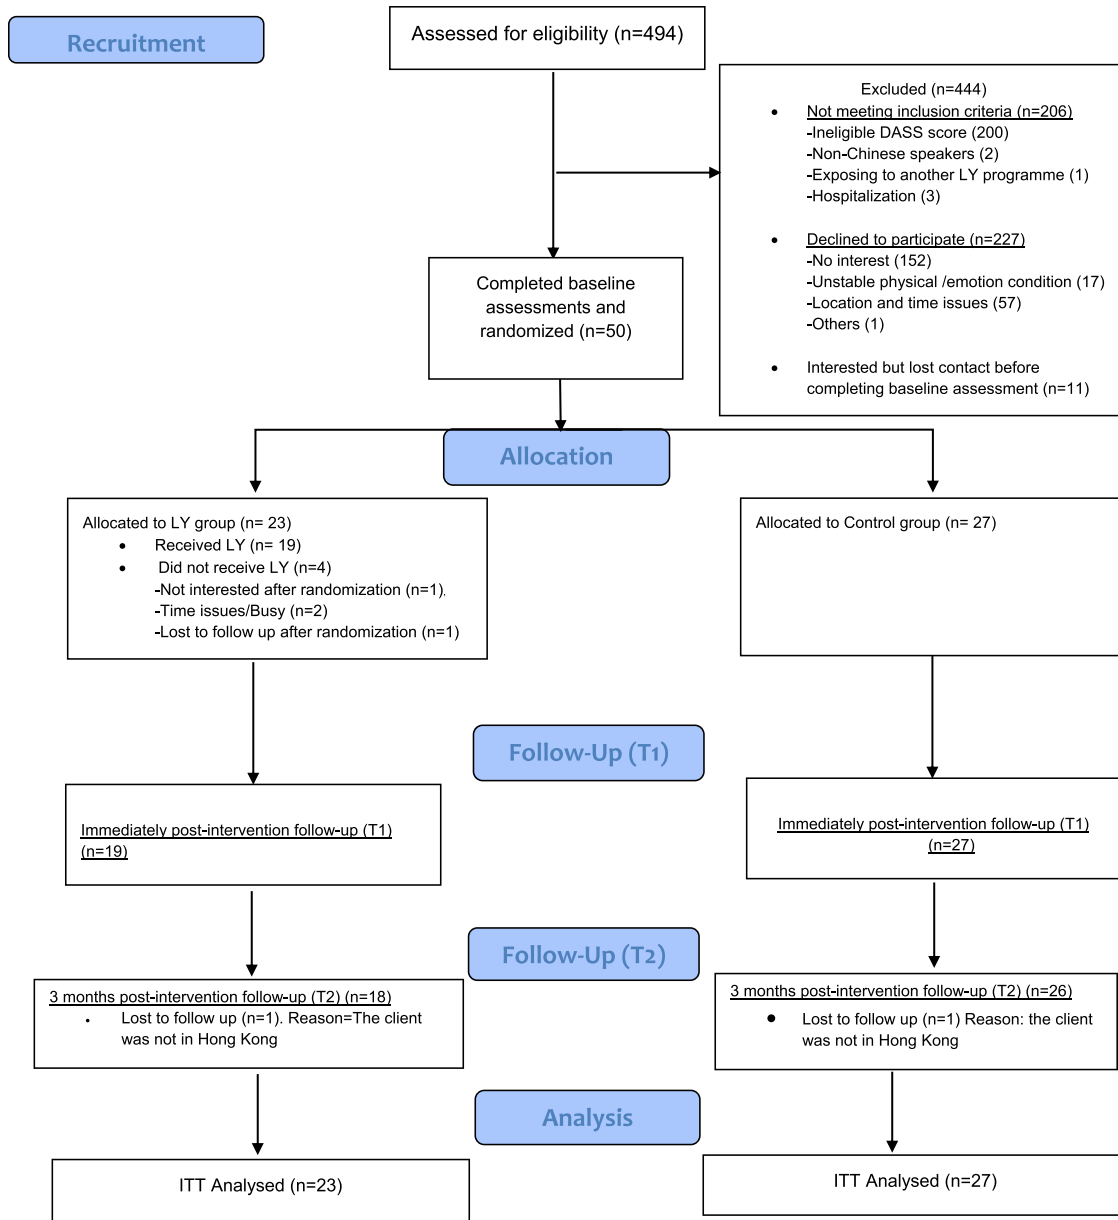 Recruitment
Assessed for eligibility (n=494)
Excluded (n=444)
• Not meeting inclusion criteria (n=206)
-Ineligible DASS score (200)
-Non-Chinese speakers (2)
-Exposing to another LY programme (1)
-Hospitalization (3)
• Declined to participate (n=227)
-No interest (152)
-Unstable physical /emotion condition (17)
-Location and time issues (57)
-Others (1)
• Interested but lost contact before
completing baseline assessment (n=11)
Completed baseline
assessments and
randomized (n=50)
Allocation
Allocated to LY group (n= 23)
• Received LY (n= 19)
• Did not receive LY (n=4)
-Not interested after randomization (n=1).
-Time issues/Busy (n=2)
-Lost to follow up after randomization (n=1)
Allocated to Control group (n= 27)
Follow-Up (T1)
Immediately post-intervention follow-up (T1)
(n=19)
Immediately post-intervention follow-up (T1)
(n=27)
Follow-Up (T2)
3 months post-intervention follow-up (T2) (n=18)
• Lost to follow up (n=1). Reason=The client
was not in Hong Kong
3 months post-intervention follow-up (T2) (n=26)
• Lost to follow up (n=1) Reason: the client
was not in Hong Kong
Analysis
ITT Analysed (n=23)
ITT Analysed (n=27)